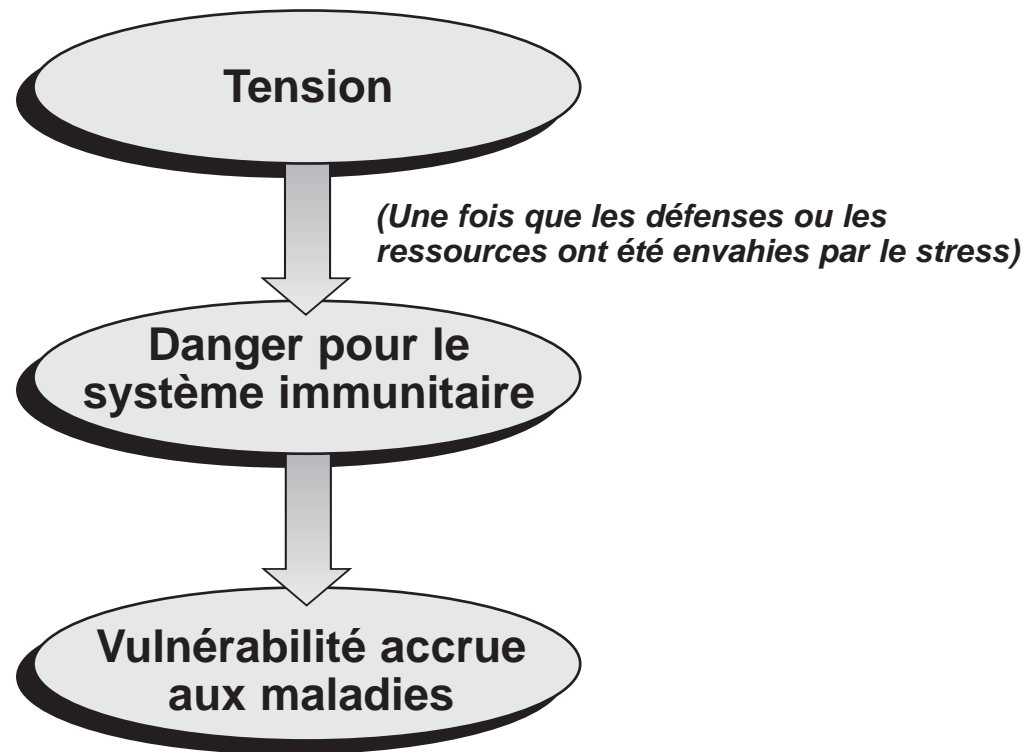 Tension
(Une fois que les défenses ou les
ressources ont été envahies par le stress)
Danger pour le
système immunitaire
Vulnérabilité accrue
aux maladies